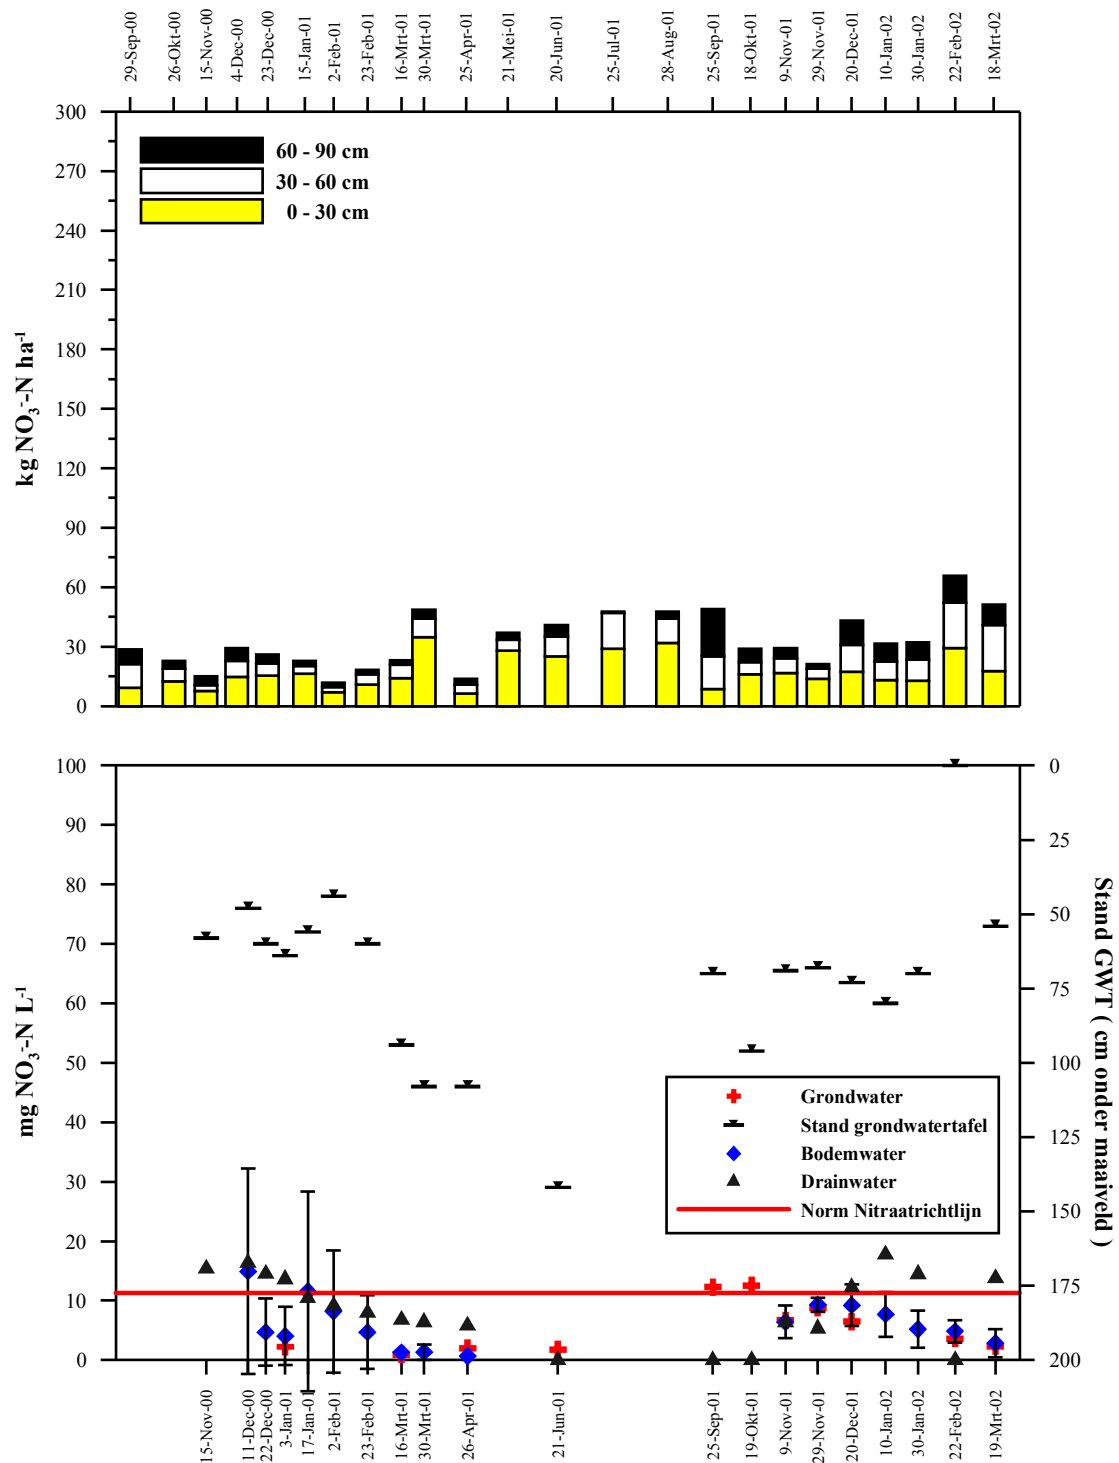 29-Sep-00
26-Okt-00
15-Nov-00
4-Dec-00
23-Dec-00
15-Jan-01
2-Feb-01
23-Feb-01
16-Mrt-01
30-Mrt-01
25-Apr-01
21-Mei-01
20-Jun-01
25-Jul-01
28-Aug-01
25-Sep-01
18-Okt-01
9-Nov-01
29-Nov-01
20-Dec-01
10-Jan-02
30-Jan-02
22-Feb-02
18-Mrt-02
300
270
240
210
180
150
120
90
60
30
0
kg NO₃⁻-N ha⁻¹
60 - 90 cm
30 - 60 cm
0 - 30 cm
100
90
80
70
60
50
40
30
20
10
0
mg NO₃⁻-N L⁻¹
0
25
50
75
100
125
150
175
200
Stand GWT ( cm onder maaiveld )
Grondwater
Stand grondwatertafel
Bodemwater
Drainwater
Norm Nitraatrichtlijn
15-Nov-00
11-Dec-00
22-Dec-00
3-Jan-01
17-Jan-01
2-Feb-01
23-Feb-01
16-Mrt-01
30-Mrt-01
26-Apr-01
21-Jun-01
25-Sep-01
19-Okt-01
9-Nov-01
29-Nov-01
20-Dec-01
10-Jan-02
30-Jan-02
22-Feb-02
19-Mrt-02